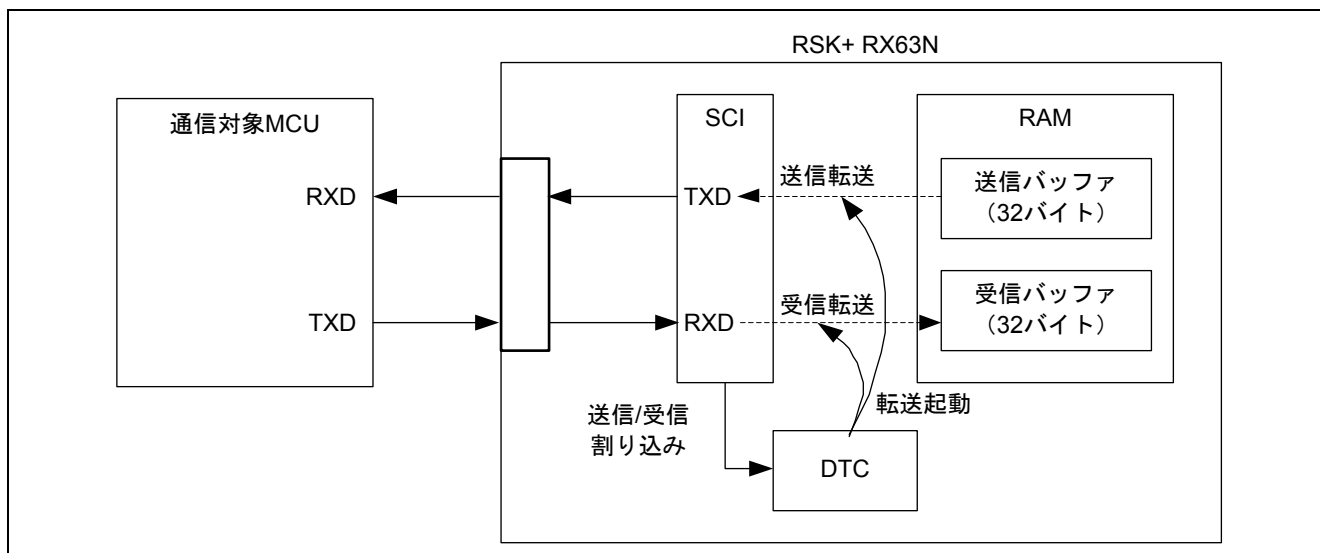 RSK+ RX63N
通信対象MCU
RXD
TXD
SCI
TXD
RXD
送信転送
受信転送
RAM
送信バッファ
（32バイト）
受信バッファ
（32バイト）
送信/受信
割り込み
転送起動
DTC